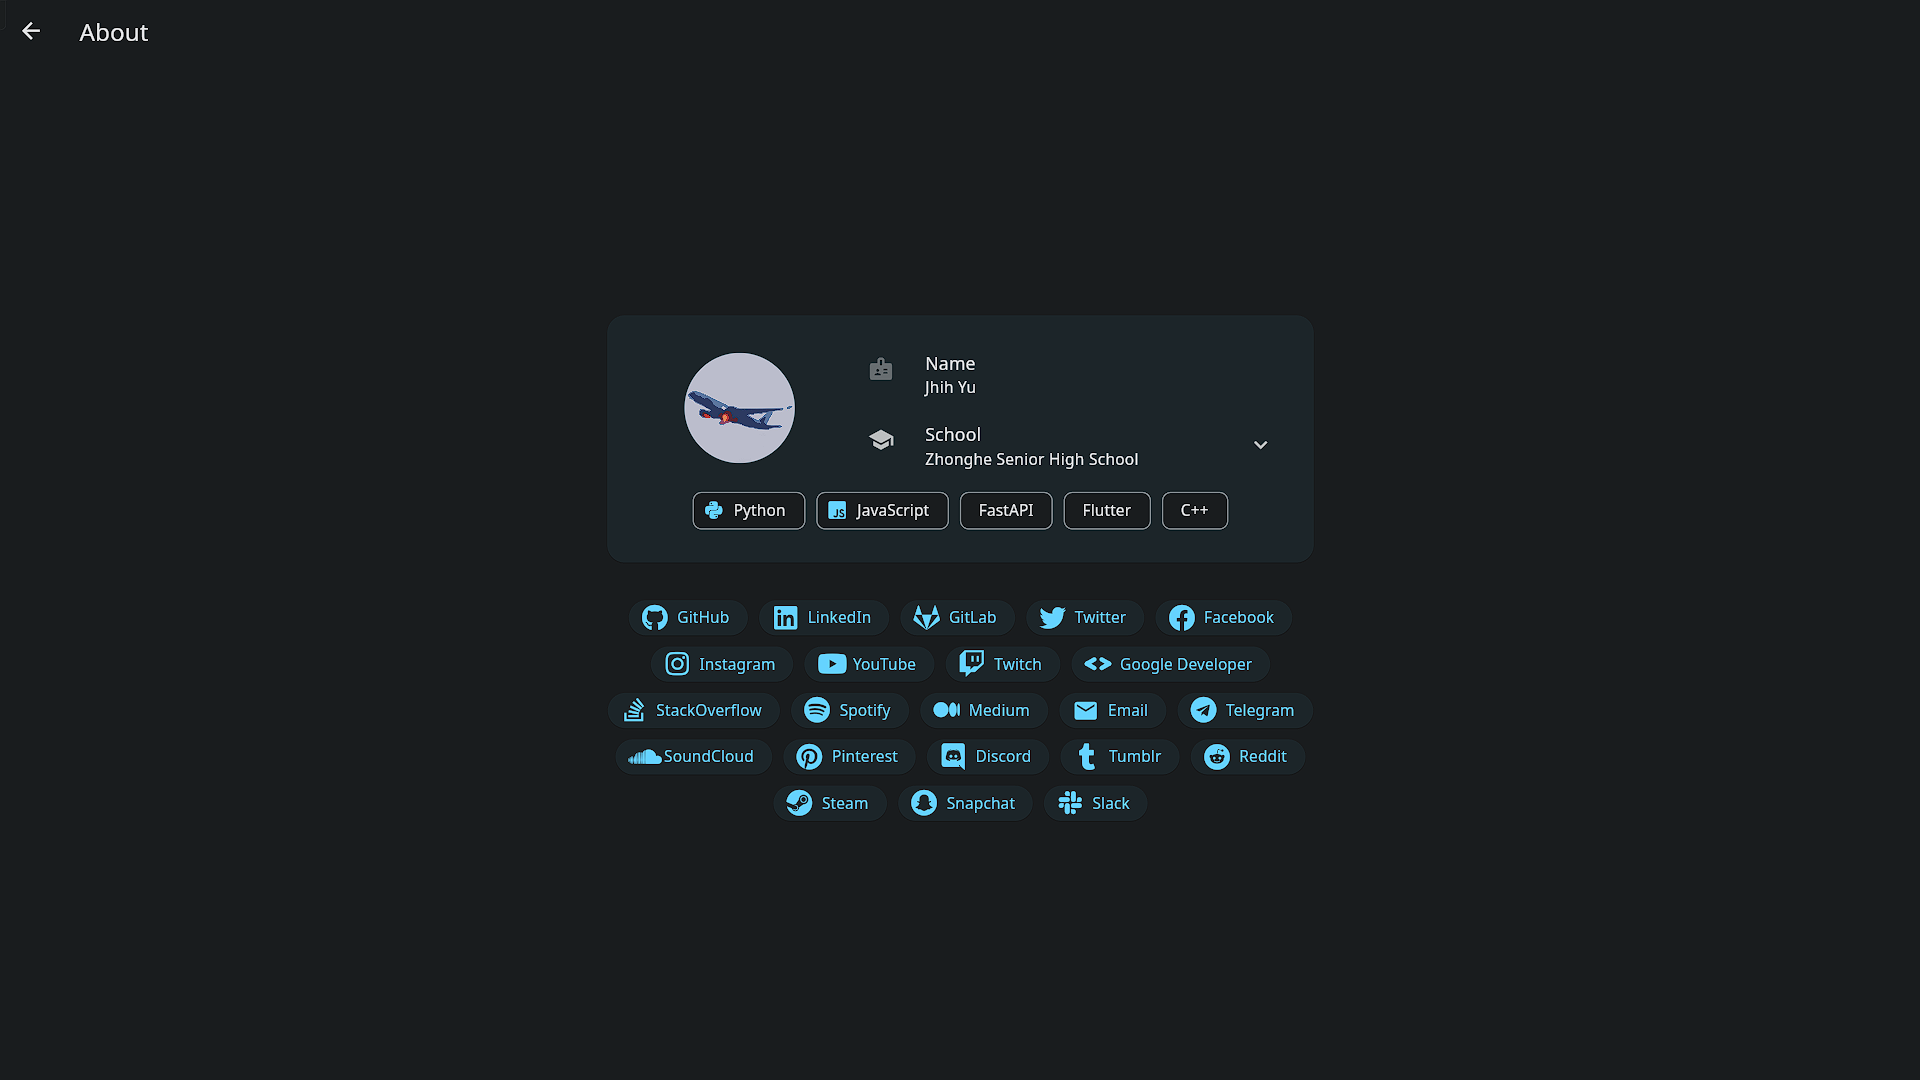 About
Name
Jhih Yu
School
Zhonghe Senior High School
Python JavaScript FastAPI Flutter C++
GitHub LinkedIn GitLab Twitter Facebook
Instagram YouTube Twitch Google Developer
StackOverflow Spotify Medium Email Telegram
SoundCloud Pinterest Discord Tumblr Reddit
Steam Snapchat Slack